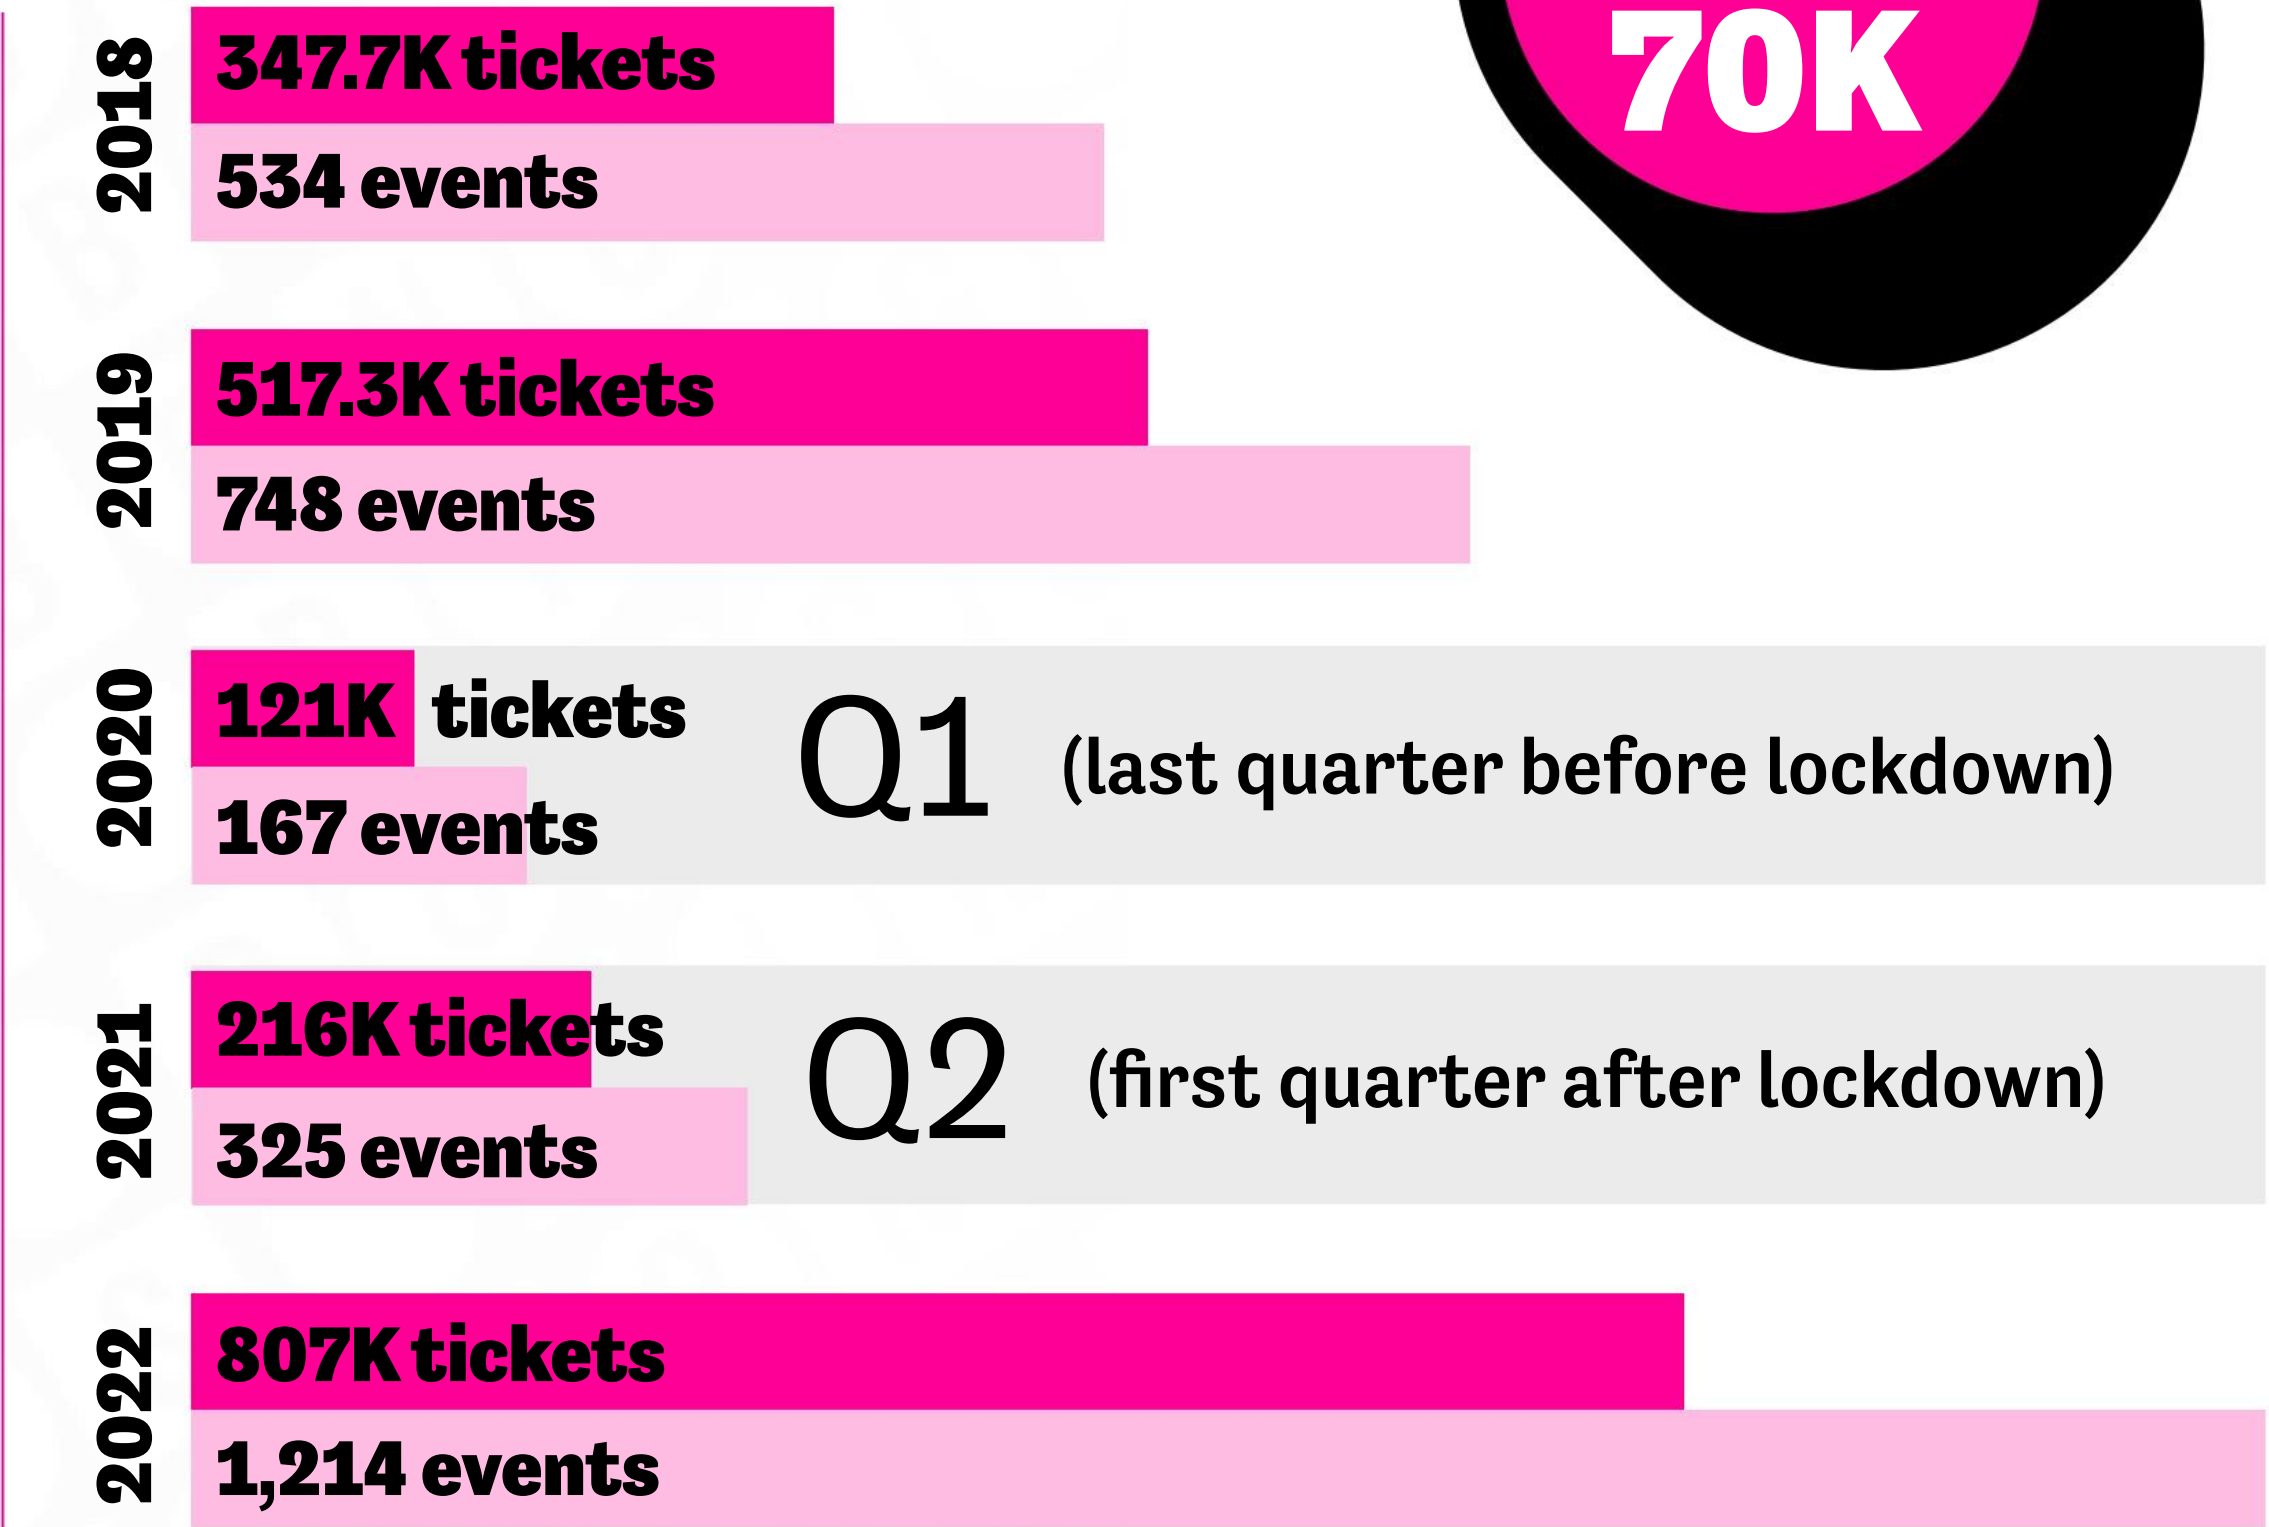 70K
2018
347.7K tickets
534 events
2019
517.3K tickets
748 events
2020
121K tickets
167 events
Q1 (last quarter before lockdown)
2021
216K tickets
325 events
Q2 (first quarter after lockdown)
2022
807K tickets
1,214 events